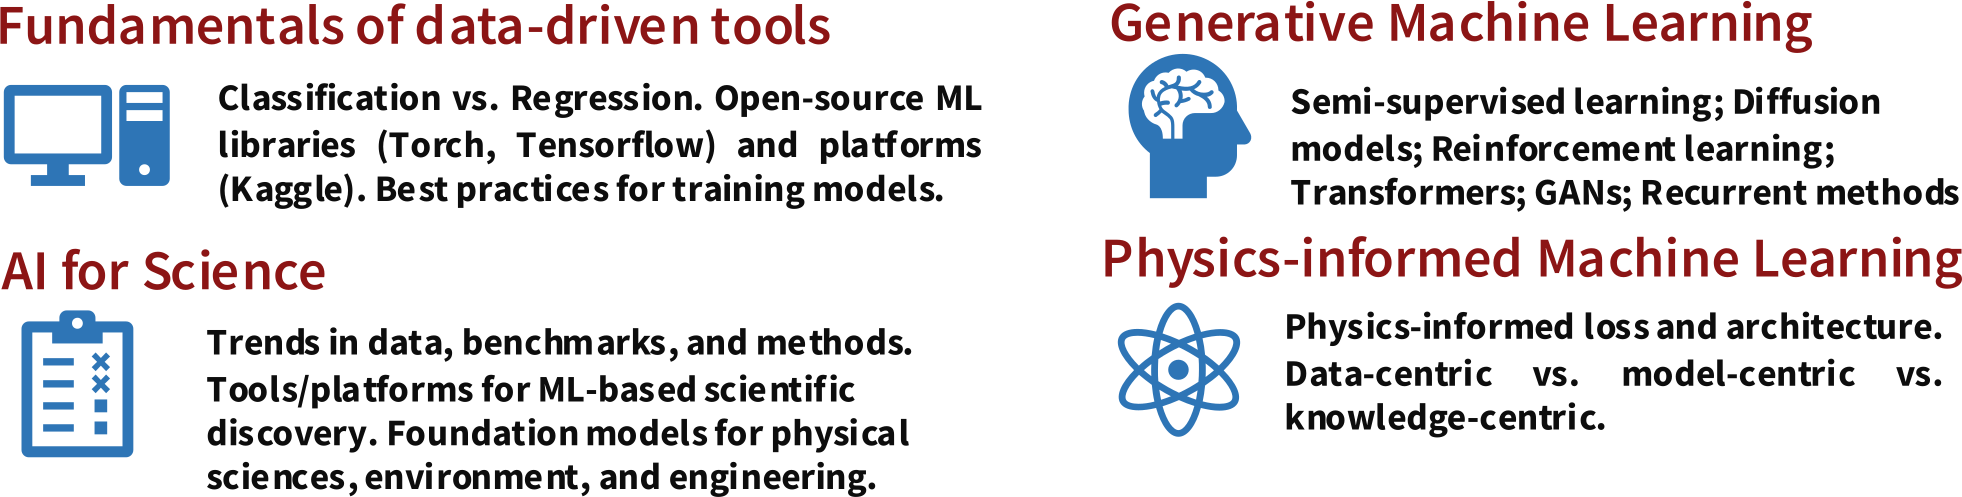 Fundamentals of data-driven tools
Classification vs. Regression. Open-source ML
libraries (Torch, Tensorflow) and platforms
(Kaggle). Best practices for training models.
AI for Science
Trends in data, benchmarks, and methods.
Tools/platforms for ML-based scientific
discovery. Foundation models for physical
sciences, environment, and engineering.
Generative Machine Learning
Semi-supervised learning; Diffusion
models; Reinforcement learning;
Transformers; GANs; Recurrent methods
Physics-informed Machine Learning
Physics-informed loss and architecture.
Data-centric vs. model-centric vs.
knowledge-centric.